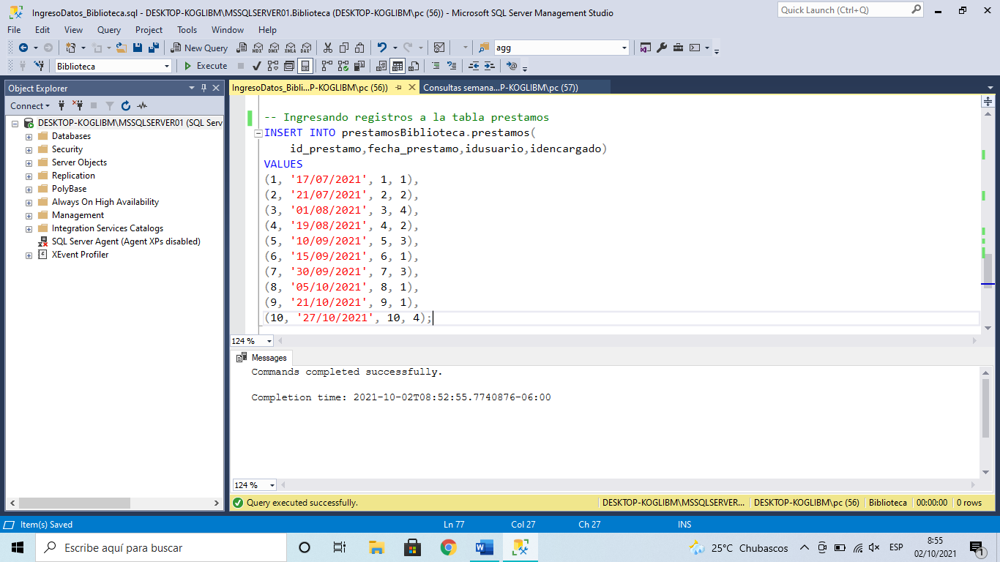 IngresoDatos_Biblioteca.sql - DESKTOP-KOGLIBM\MSSQLSERVER01.Biblioteca (DESKTOP-KOGLIBM\pc (56)) - Microsoft SQL Server Management Studio
Quick Launch (Ctrl+Q)
File Edit View Query Project Tools Window Help
New Query MDX DMX XMLA DAX agg
Biblioteca Execute
Object Explorer
Connect
DESKTOP-KOGLIBM\MSSQLSERVER01 (SQL Serv
Databases
Security
Server Objects
Replication
PolyBase
Always On High Availability
Management
Integration Services Catalogs
SQL Server Agent (Agent XPs disabled)
XEvent Profiler
IngresoDatos_Bibli...P-KOGLIBM\pc (56)) Consultas semana...P-KOGLIBM\pc (57))
-- Ingresando registros a la tabla prestamos
INSERT INTO prestamosBiblioteca.prestamos(
id_prestamo,fecha_prestamo,idusuario,idencargado)
VALUES
(1, '17/07/2021', 1, 1),
(2, '21/07/2021', 2, 2),
(3, '01/08/2021', 3, 4),
(4, '19/08/2021', 4, 2),
(5, '10/09/2021', 5, 3),
(6, '15/09/2021', 6, 1),
(7, '30/09/2021', 7, 3),
(8, '05/10/2021', 8, 1),
(9, '21/10/2021', 9, 1),
(10, '27/10/2021', 10, 4);
124 %
Messages
Commands completed successfully.
Completion time: 2021-10-02T08:52:55.7740876-06:00
124 %
Query executed successfully. DESKTOP-KOGLIBM\MSSQLSERVER... DESKTOP-KOGLIBM\pc (56) Biblioteca 00:00:00 0 rows
Item(s) Saved Ln 77 Col 27 Ch 27 INS
Escribe aquí para buscar
25°C Chubascos
ESP
8:55
02/10/2021
1